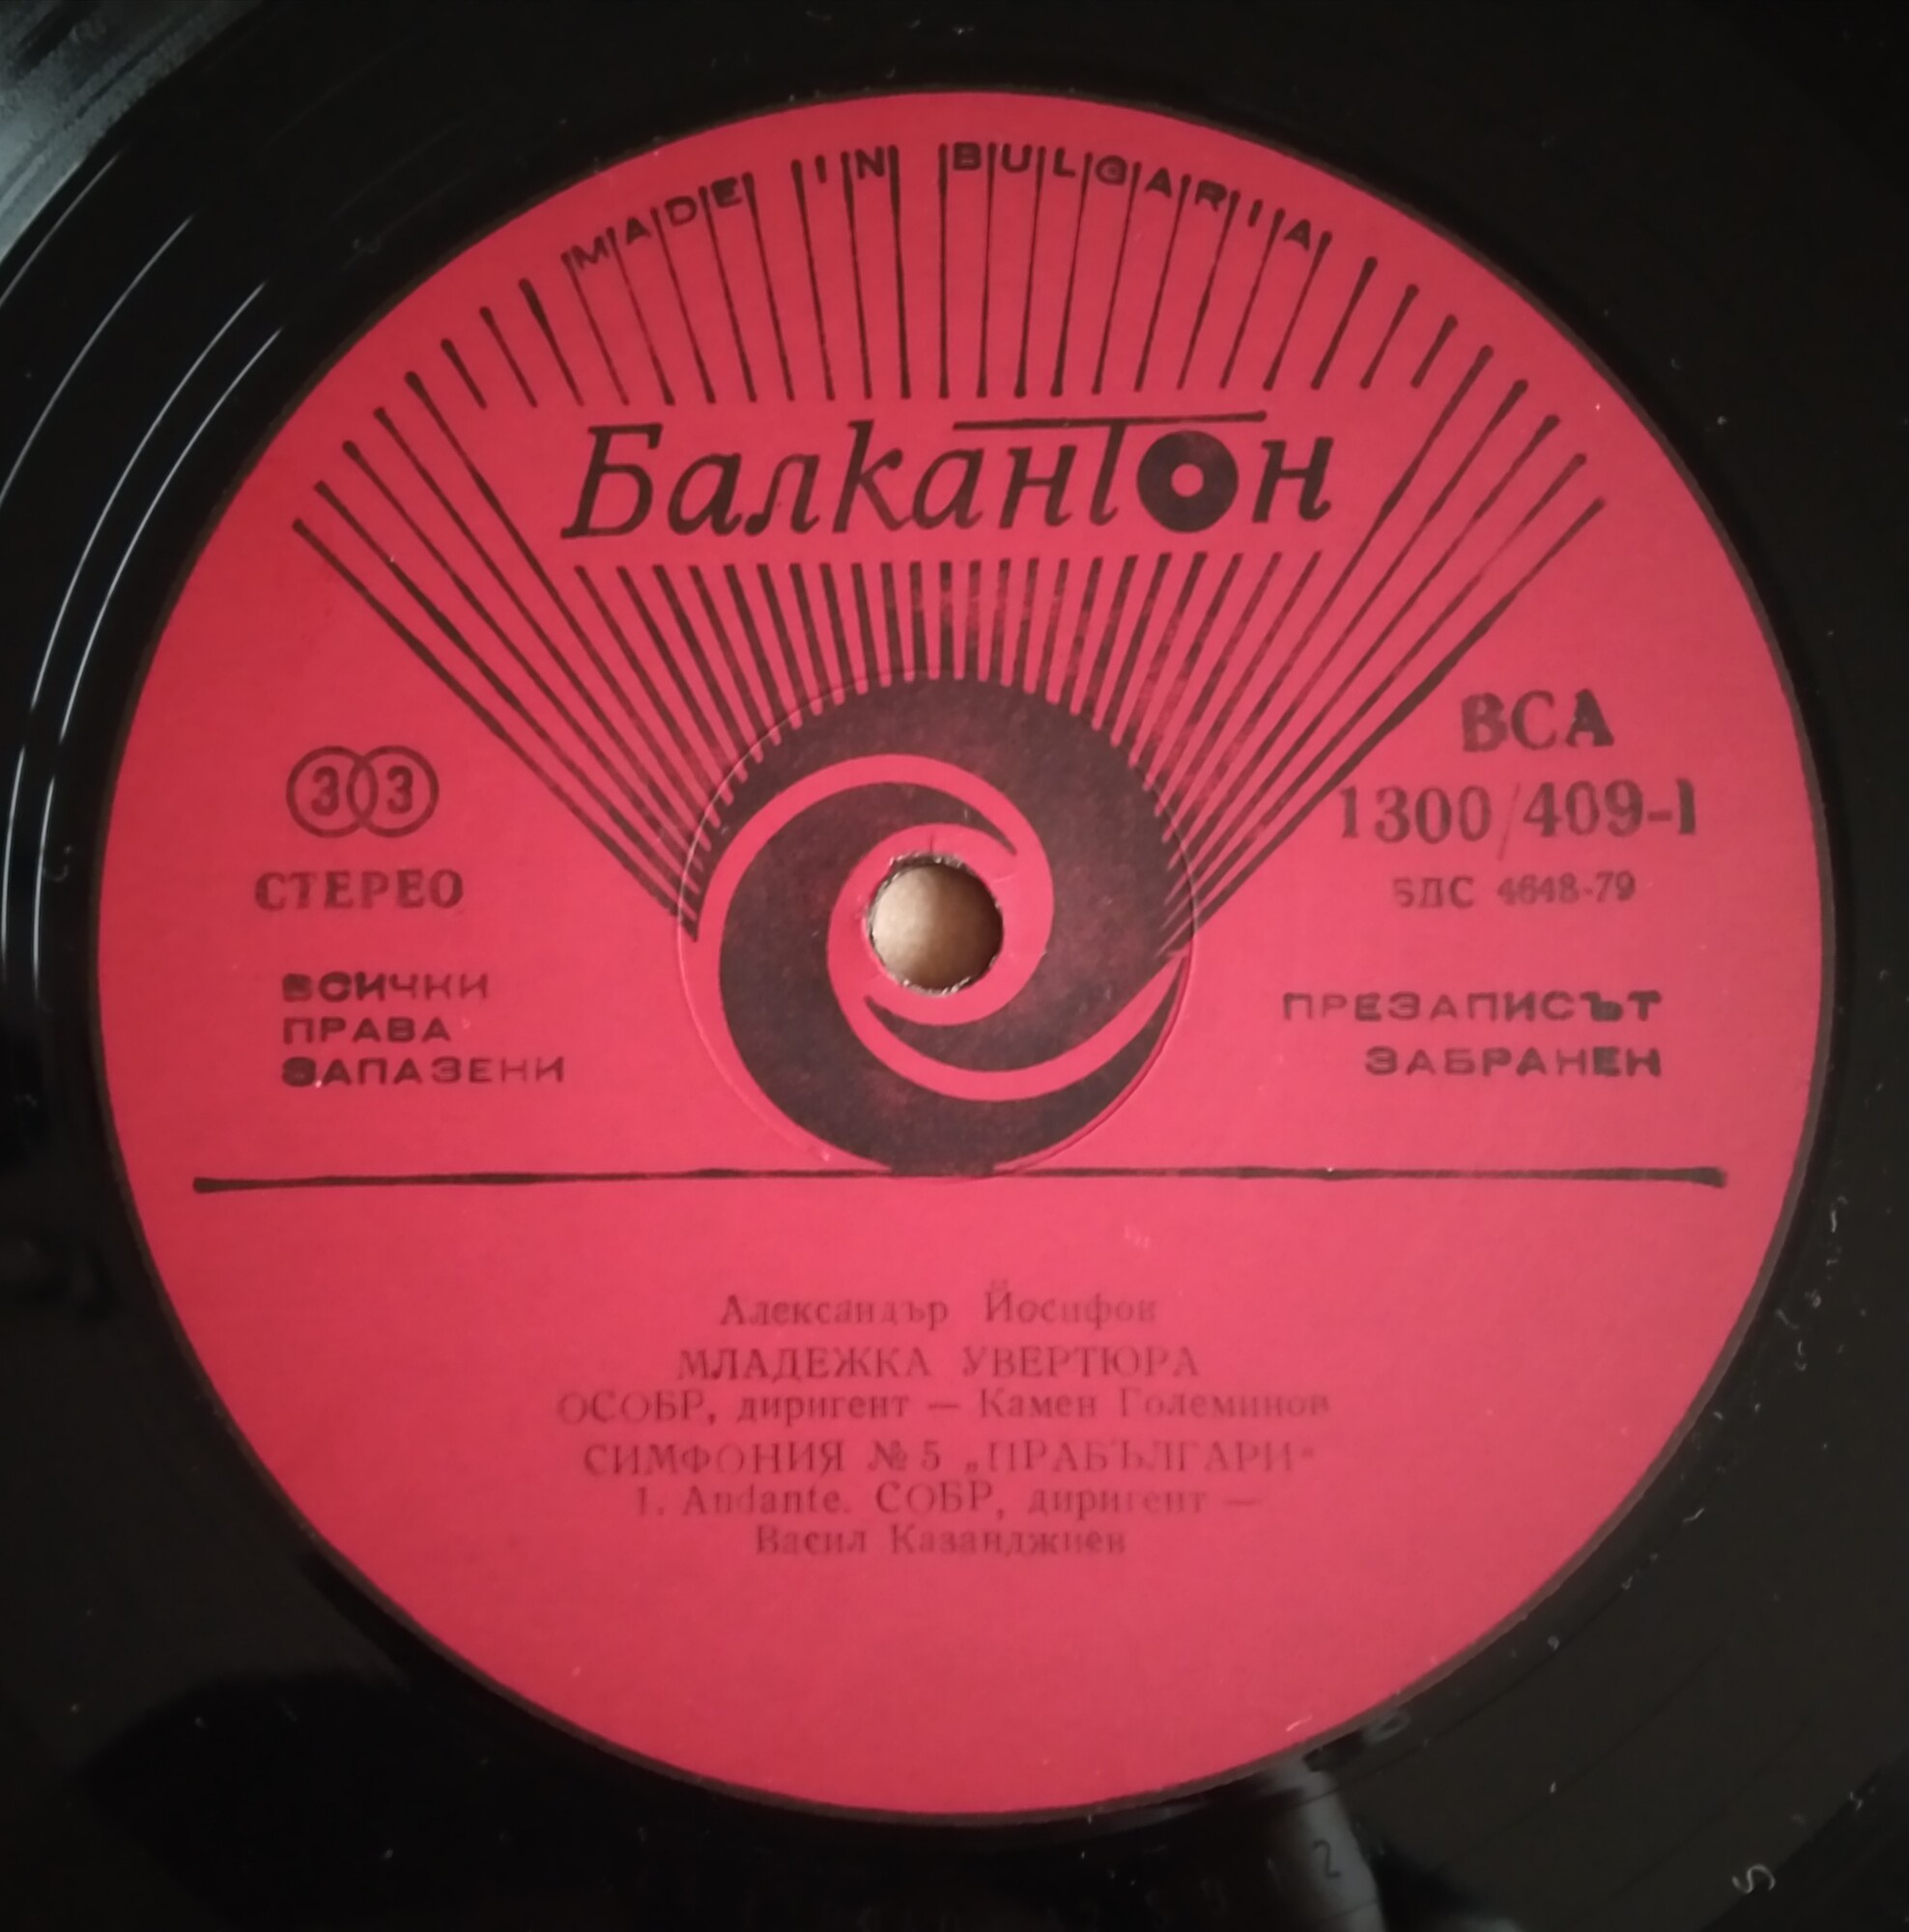 MADE IN BULGARIA
Балкантон
33
СТЕРЕО
ВСИЧКИ
ПРАВА
ЗАПАЗЕНИ
ВСА
1300/409-I
БДС 4648-79
ПРЕЗАПИСЪТ
ЗАБРАНЕН
Александър Йосифов
МЛАДЕЖКА УВЕРТЮРА
ОСОБР, диригент — Камен Големинов
СИМФОНИЯ № 5 „ПРАБЪЛГАРИ“
1. Andante. СОБР, диригент —
Васил Казанджиев